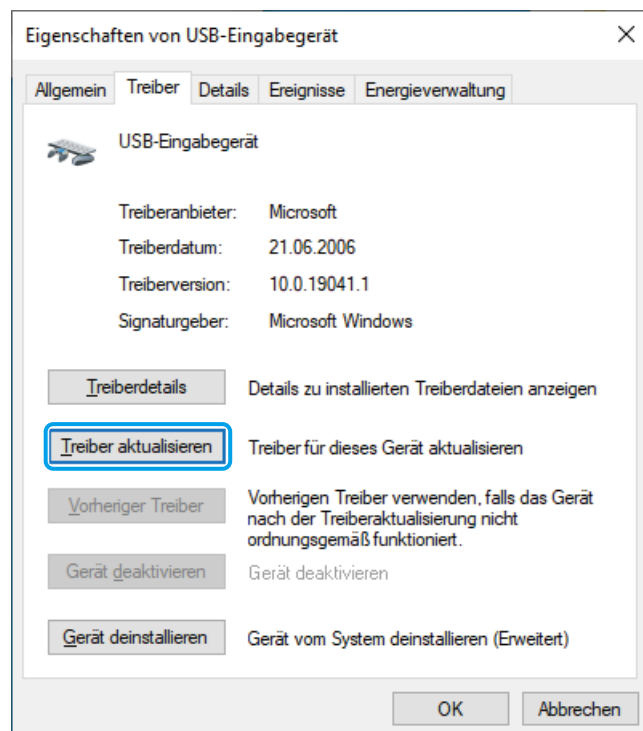 Eigenschaften von USB-Eingabegerät
Allgemein Treiber Details Ereignisse Energieverwaltung
USB-Eingabegerät
Treiberanbieter: Microsoft
Treiberdatum: 21.06.2006
Treiberversion: 10.0.19041.1
Signaturgeber: Microsoft Windows
Treiberdetails Details zu installierten Treiberdateien anzeigen
Treiber aktualisieren Treiber für dieses Gerät aktualisieren
Vorheriger Treiber Vorherigen Treiber verwenden, falls das Gerät
nach der Treiberaktualisierung nicht
ordnungsgemäß funktioniert.
Gerät deaktivieren Gerät deaktivieren
Gerät deinstallieren Gerät vom System deinstallieren (Erweitert)
OK Abbrechen